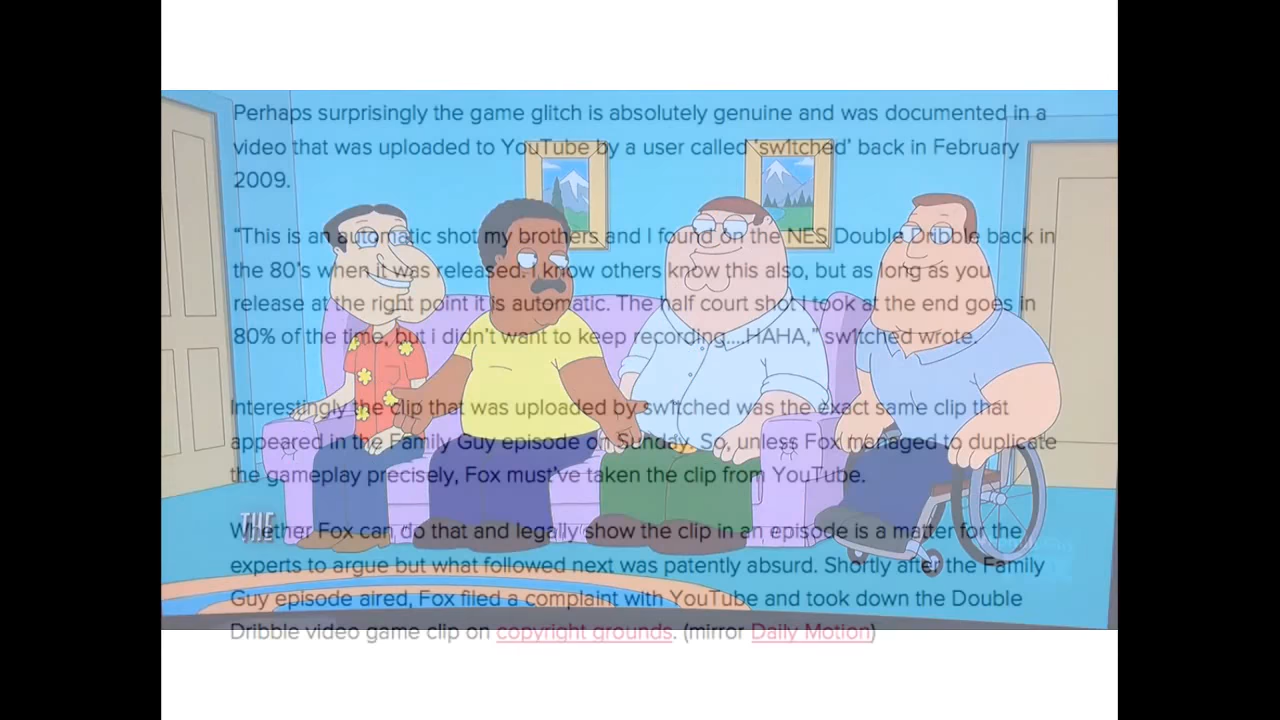 Perhaps surprisingly the game glitch is absolutely genuine and was documented in a
video that was uploaded to YouTube by a user called 'sw1tched' back in February
2009.
"This is an automatic shot my brothers and I found on the NES Double Dribble back in
the 80's when it was released. I know others know this also, but as long as you
release at the right point it is automatic. The half court shot I took at the end goes in
80% of the time, but i didn't want to keep recording....HAHA," sw1tched wrote.
Interestingly the clip that was uploaded by sw1tched was the exact same clip that
appeared in the Family Guy episode on Sunday. So, unless Fox managed to duplicate
the gameplay precisely, Fox must've taken the clip from YouTube.
THE
Whether Fox can do that and legally show the clip in an episode is a matter for the
experts to argue but what followed next was patently absurd. Shortly after the Family
Guy episode aired, Fox filed a complaint with YouTube and took down the Double
Dribble video game clip on copyright grounds. (mirror Daily Motion)